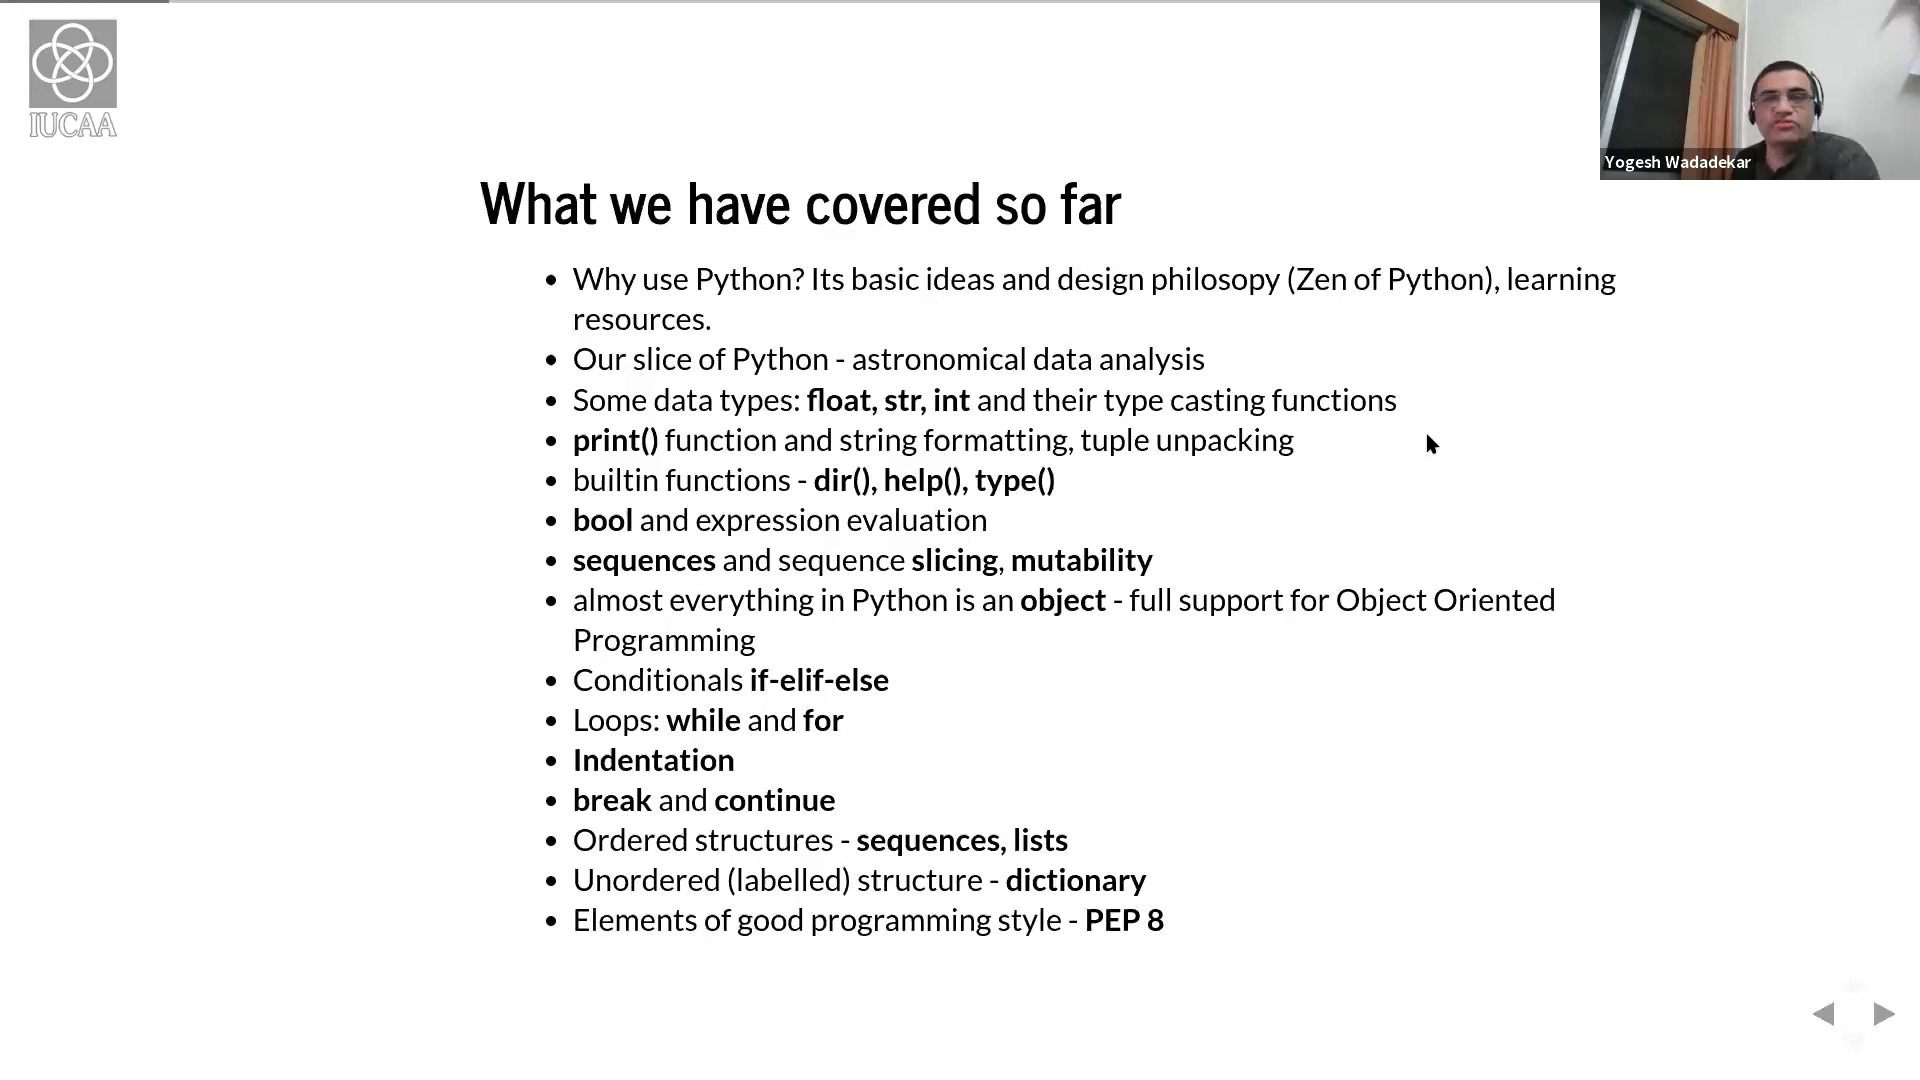 IUCAA
Yogesh Wadadekar
What we have covered so far
Why use Python? Its basic ideas and design philosopy (Zen of Python), learning
resources.
Our slice of Python - astronomical data analysis
Some data types: float, str, int and their type casting functions
print() function and string formatting, tuple unpacking
builtin functions - dir(), help(), type()
bool and expression evaluation
sequences and sequence slicing, mutability
almost everything in Python is an object - full support for Object Oriented
Programming
Conditionals if-elif-else
Loops: while and for
Indentation
break and continue
Ordered structures - sequences, lists
Unordered (labelled) structure - dictionary
Elements of good programming style - PEP 8